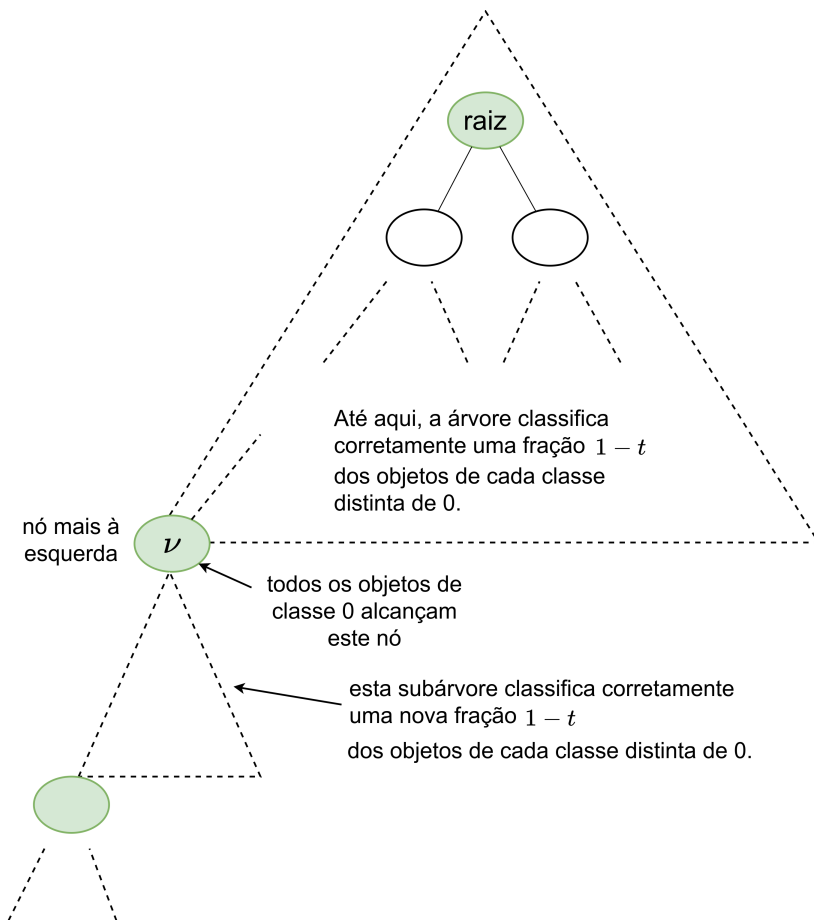 raiz
Até aqui, a árvore classifica
corretamente uma fração 1 − t
dos objetos de cada classe
distinta de 0.
nó mais à
esquerda
ν
todos os objetos de
classe 0 alcançam
este nó
esta subárvore classifica corretamente
uma nova fração 1 − t
dos objetos de cada classe distinta de 0.